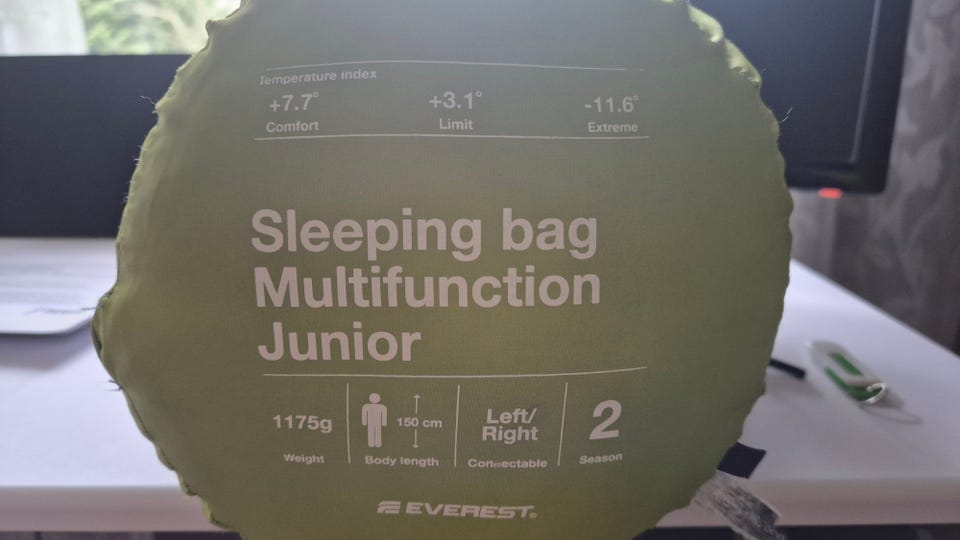 Temperature index
+7.7° +3.1° -11.6°
Comfort Limit Extreme
Sleeping bag
Multifunction
Junior
1175g 150 cm Left/
Right 2
Weight Body length Connectable Season
EVEREST®